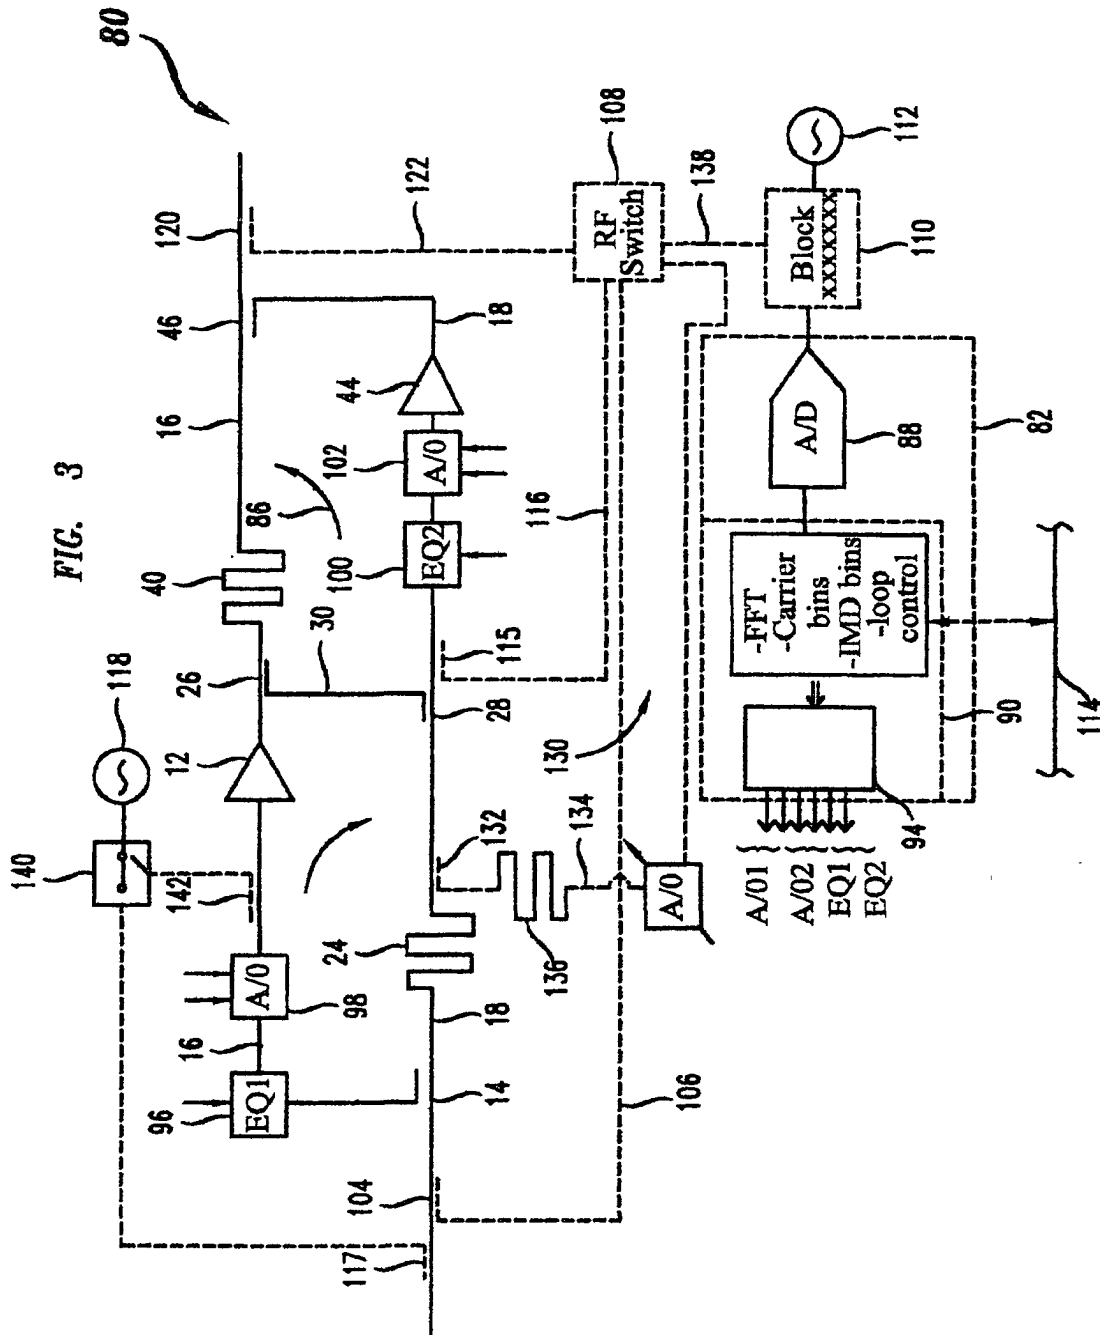 FIG. 3
80
140
118
142
12
26
30
40
16
46
120
96
EQ1
16
A/0
98
86
100
EQ2
102
A/0
44
18
122
117
104
14
18
24
132
28
115
116
RF
Switch
108
138
106
136
134
A/0
130
Block
xxxxxxxx
110
112
A/D
88
82
-FFT
-Carrier
bins
-IMD bins
-loop
control
90
94
A/01
A/02
EQ1
EQ2
114